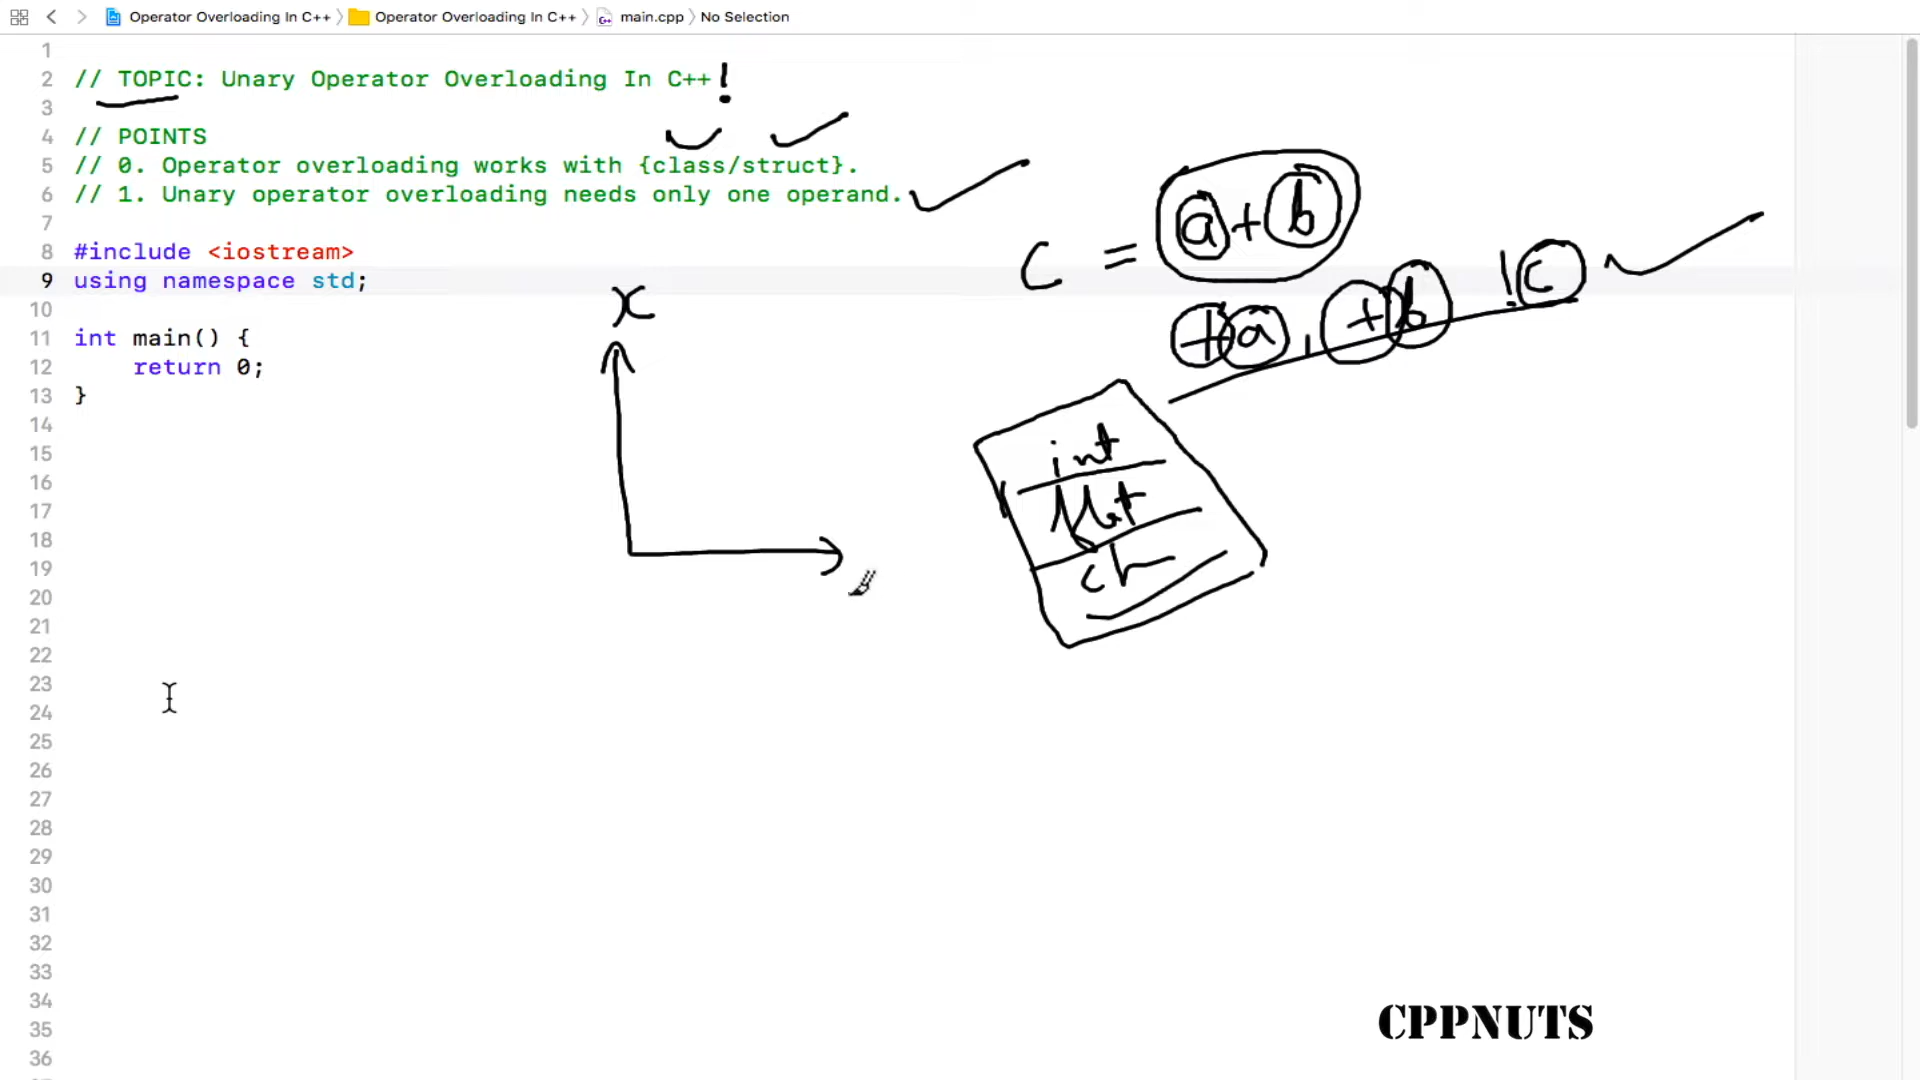 Operator Overloading In C++ 〉 Operator Overloading In C++ 〉 main.cpp 〉 No Selection
1
2 // TOPIC: Unary Operator Overloading In C++ !
3
4 // POINTS
5 // 0. Operator overloading works with {class/struct}.
6 // 1. Unary operator overloading needs only one operand.
7
8 #include <iostream>
9 using namespace std;
10
11 int main() {
12 return 0;
13 }
14
15
16
17
18
19
20
21
22
23
24
25
26
27
28
29
30
31
32
33
34
35
36
c = a+b
+a , +b !c
x
int
float
ch
CPPNUTS